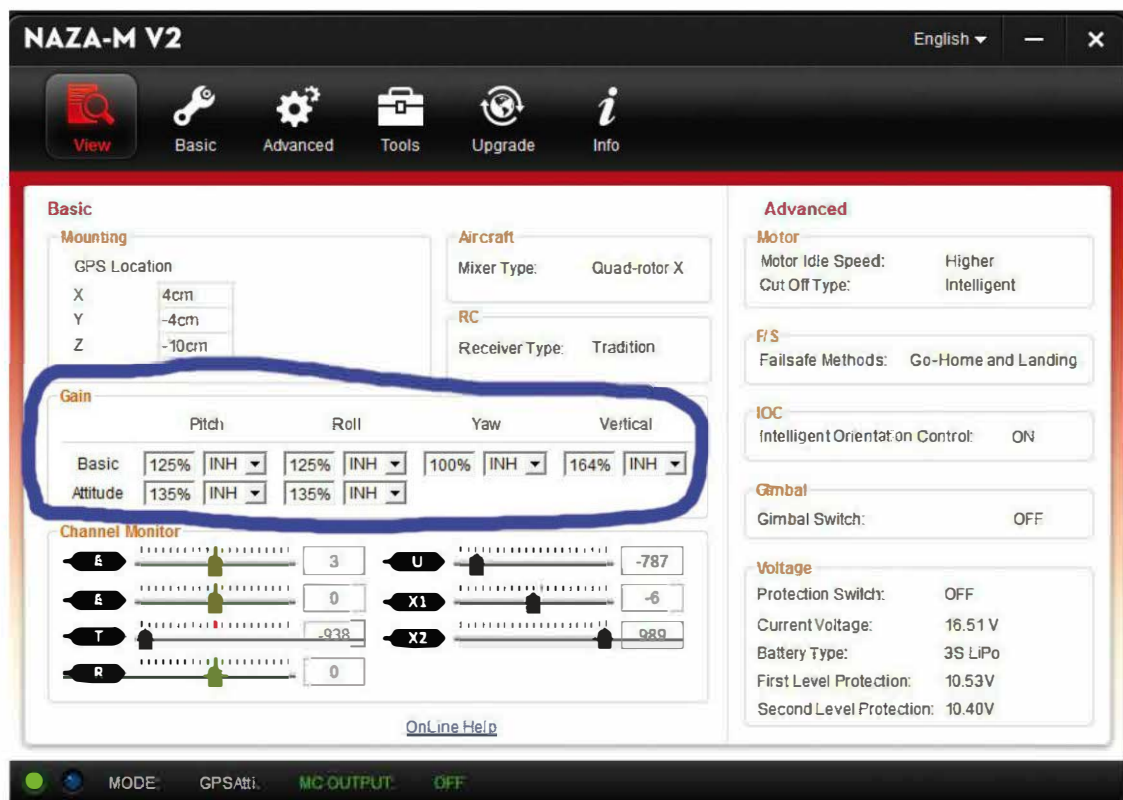 NAZA-M V2
English
View Basic Advanced Tools Upgrade Info
Basic
Mounting
GPS Location
X 4cm
Y -4cm
Z -10cm
Aircraft
Mixer Type: Quad-rotor X
RC
Receiver Type: Tradition
Gain
Pitch Roll Yaw Vertical
Basic 125% INH 125% INH 100% INH 164% INH
Attitude 135% INH 135% INH
Channel Monitor
E 3
E 0
T -938
R 0
U -787
X1 -6
X2 989
OnLine Help
Advanced
Motor
Motor Idle Speed: Higher
Cut Off Type: Intelligent
F/S
Failsafe Methods: Go-Home and Landing
IOC
Intelligent Orientation Control: ON
Gimbal
Gimbal Switch: OFF
Voltage
Protection Switch: OFF
Current Voltage: 16.51 V
Battery Type: 3S LiPo
First Level Protection: 10.53V
Second Level Protection: 10.40V
MODE: GPSAtti. MC OUTPUT: OFF